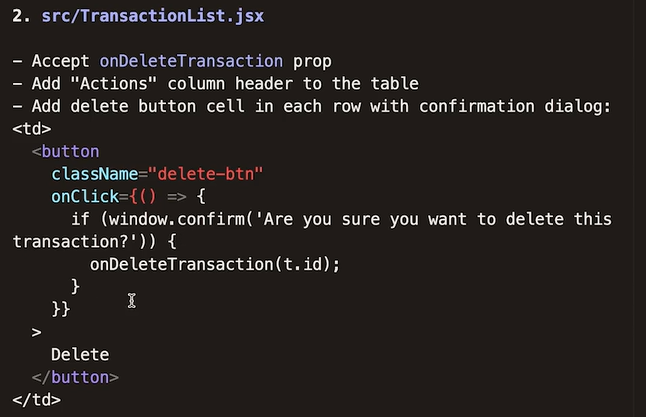 2. src/TransactionList.jsx
- Accept onDeleteTransaction prop
- Add "Actions" column header to the table
- Add delete button cell in each row with confirmation dialog:
<td>
<button
className="delete-btn"
onClick={() => {
if (window.confirm('Are you sure you want to delete this
transaction?')) {
onDeleteTransaction(t.id);
}
}}
>
Delete
</button>
</td>